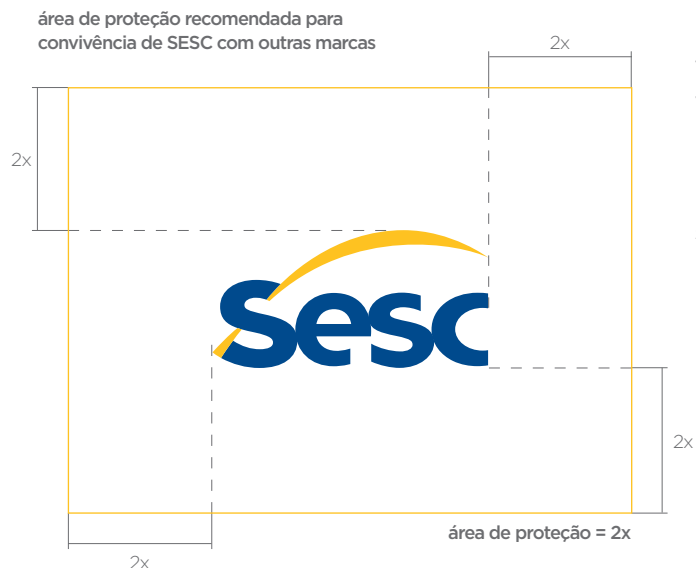 área de proteção recomendada para
convivência de SESC com outras marcas
2x
2x
Sesc
2x
área de proteção = 2x
2x